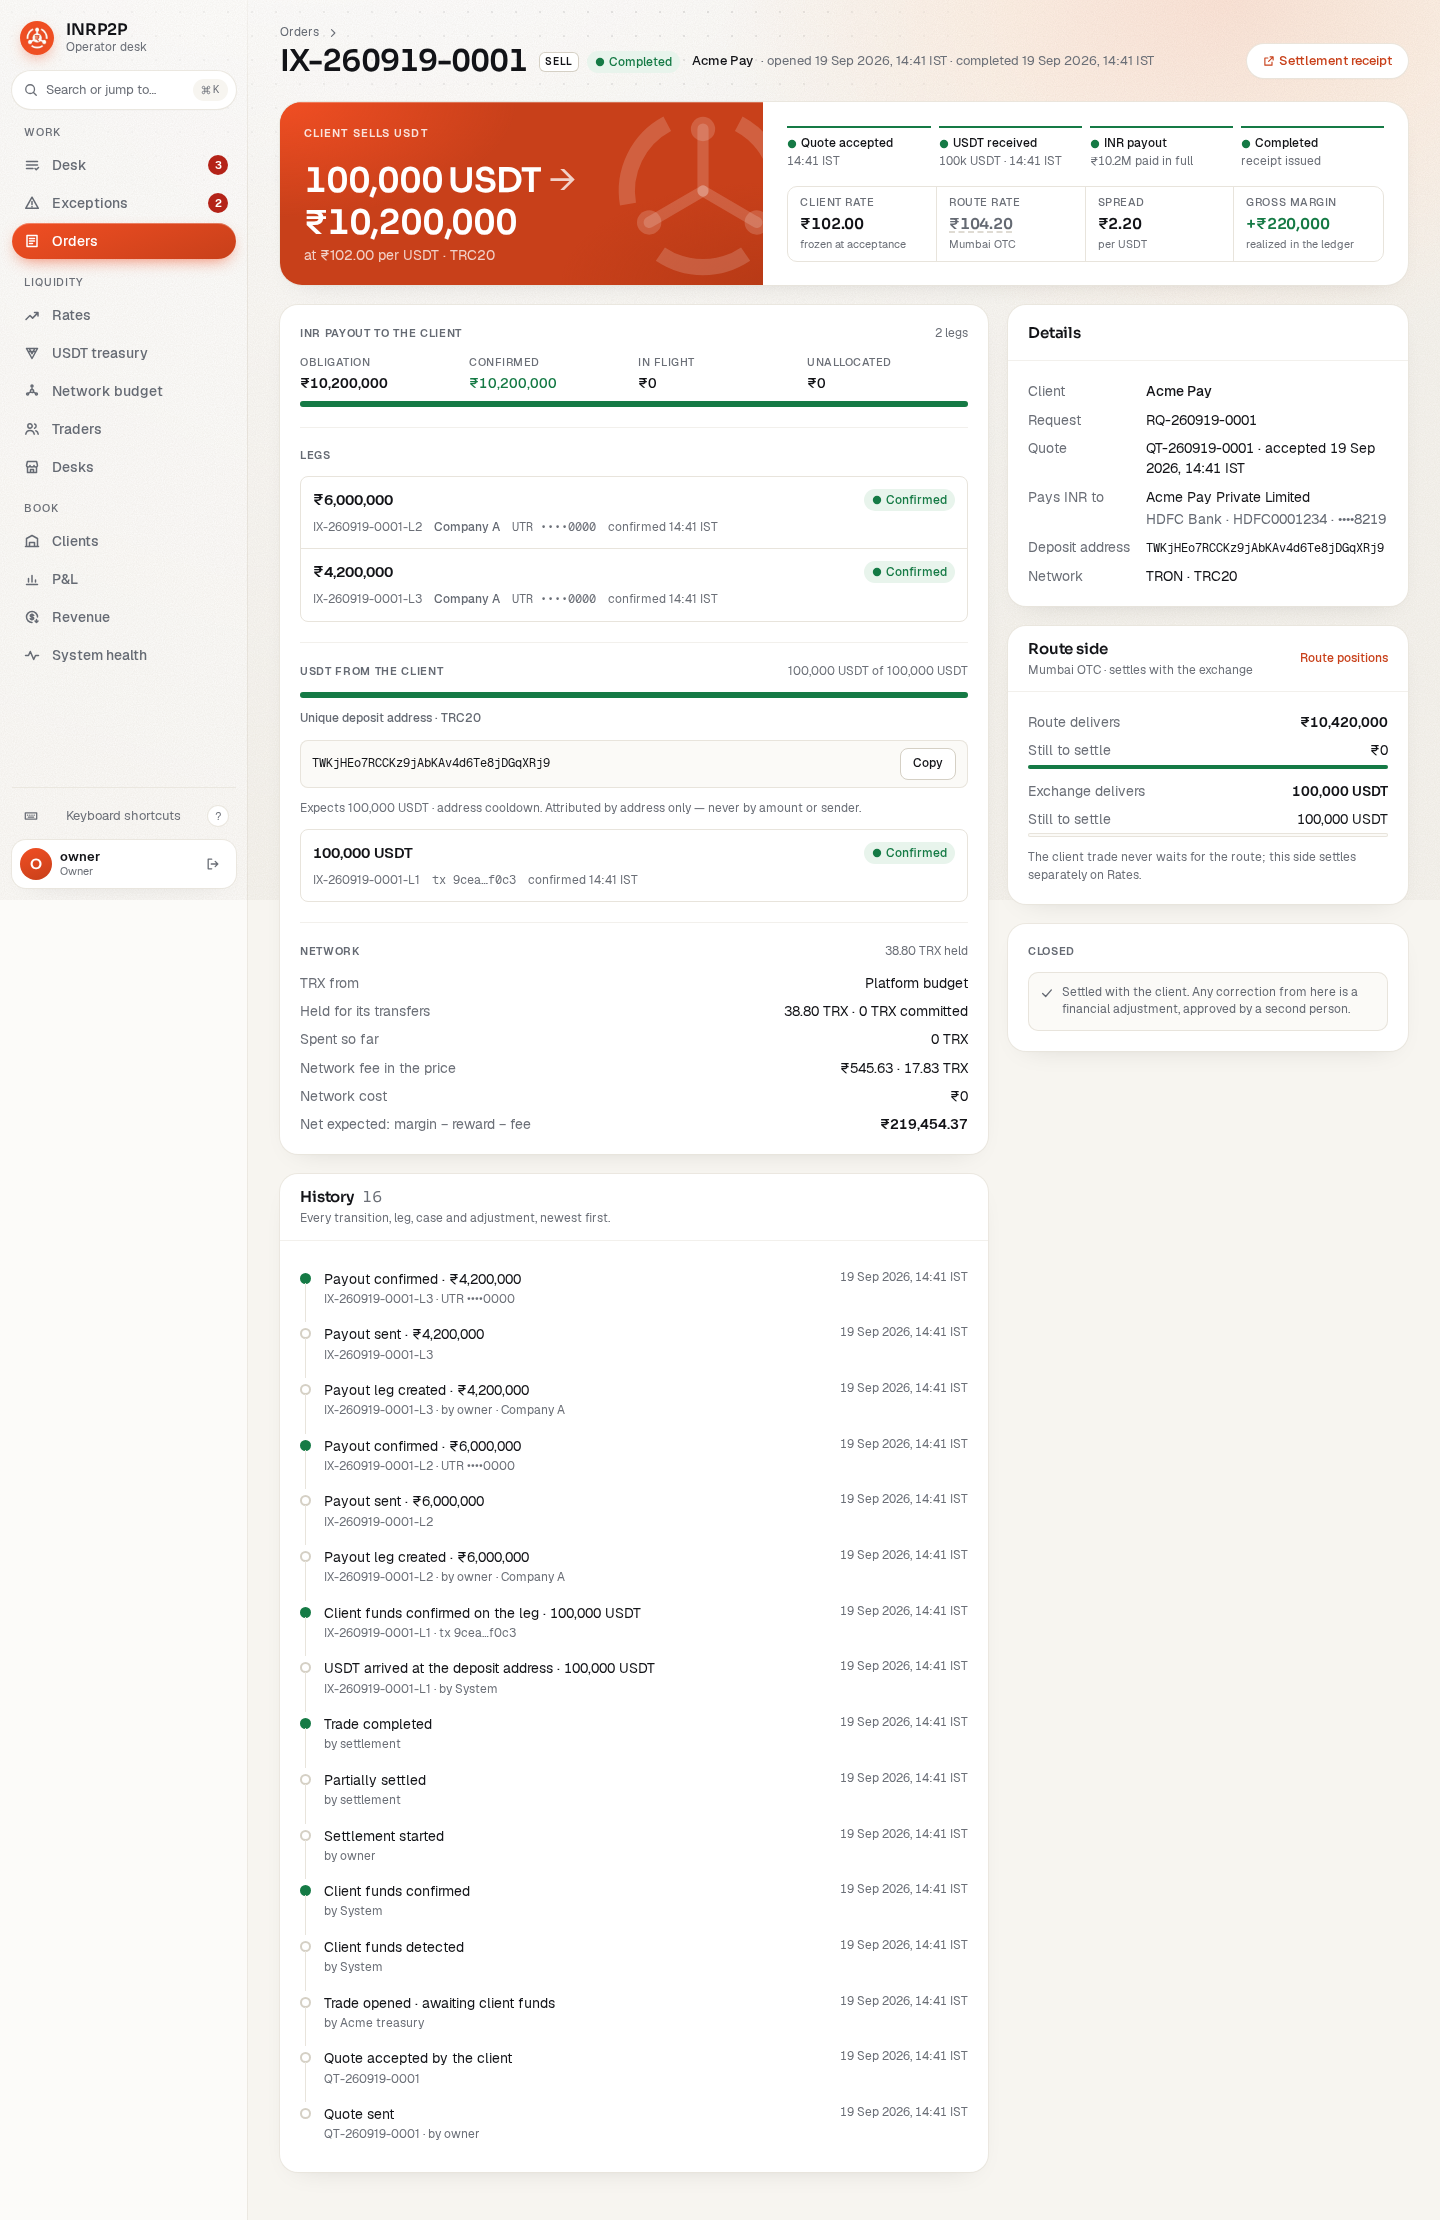 INRP2P
Operator desk
Search or jump to...
⌘K
WORK
Desk
3
Exceptions
2
Orders
LIQUIDITY
Rates
USDT treasury
Network budget
Traders
Desks
BOOK
Clients
P&L
Revenue
System health
Keyboard shortcuts
?
O
owner
Owner
Orders
IX-260919-0001 SELL Completed Acme Pay · opened 19 Sep 2026, 14:41 IST · completed 19 Sep 2026, 14:41 IST
Settlement receipt
CLIENT SELLS USDT
100,000 USDT →
₹10,200,000
at ₹102.00 per USDT · TRC20
Quote accepted
14:41 IST
USDT received
100k USDT · 14:41 IST
INR payout
₹10.2M paid in full
Completed
receipt issued
CLIENT RATE
₹102.00
frozen at acceptance
ROUTE RATE
₹104.20
Mumbai OTC
SPREAD
₹2.20
per USDT
GROSS MARGIN
+₹220,000
realized in the ledger
INR PAYOUT TO THE CLIENT
2 legs
OBLIGATION
₹10,200,000
CONFIRMED
₹10,200,000
IN FLIGHT
₹0
UNALLOCATED
₹0
LEGS
₹6,000,000
Confirmed
IX-260919-0001-L2 Company A UTR ••••0000 confirmed 14:41 IST
₹4,200,000
Confirmed
IX-260919-0001-L3 Company A UTR ••••0000 confirmed 14:41 IST
USDT FROM THE CLIENT
100,000 USDT of 100,000 USDT
Unique deposit address · TRC20
TWKjHEo7RCCKz9jAbKAv4d6Te8jDGqXRj9
Copy
Expects 100,000 USDT · address cooldown. Attributed by address only — never by amount or sender.
100,000 USDT
Confirmed
IX-260919-0001-L1 tx 9cea…f0c3 confirmed 14:41 IST
NETWORK
38.80 TRX held
TRX from
Platform budget
Held for its transfers
38.80 TRX · 0 TRX committed
Spent so far
0 TRX
Network fee in the price
₹545.63 · 17.83 TRX
Network cost
₹0
Net expected: margin − reward − fee
₹219,454.37
Details
Client
Acme Pay
Request
RQ-260919-0001
Quote
QT-260919-0001 · accepted 19 Sep
2026, 14:41 IST
Pays INR to
Acme Pay Private Limited
HDFC Bank · HDFC0001234 · ••••8219
Deposit address
TWKjHEo7RCCKz9jAbKAv4d6Te8jDGqXRj9
Network
TRON · TRC20
Route side
Mumbai OTC · settles with the exchange
Route positions
Route delivers
₹10,420,000
Still to settle
₹0
Exchange delivers
100,000 USDT
Still to settle
100,000 USDT
The client trade never waits for the route; this side settles
separately on Rates.
CLOSED
Settled with the client. Any correction from here is a
financial adjustment, approved by a second person.
History 16
Every transition, leg, case and adjustment, newest first.
Payout confirmed · ₹4,200,000
19 Sep 2026, 14:41 IST
IX-260919-0001-L3 · UTR ••••0000
Payout sent · ₹4,200,000
19 Sep 2026, 14:41 IST
IX-260919-0001-L3
Payout leg created · ₹4,200,000
19 Sep 2026, 14:41 IST
IX-260919-0001-L3 · by owner · Company A
Payout confirmed · ₹6,000,000
19 Sep 2026, 14:41 IST
IX-260919-0001-L2 · UTR ••••0000
Payout sent · ₹6,000,000
19 Sep 2026, 14:41 IST
IX-260919-0001-L2
Payout leg created · ₹6,000,000
19 Sep 2026, 14:41 IST
IX-260919-0001-L2 · by owner · Company A
Client funds confirmed on the leg · 100,000 USDT
19 Sep 2026, 14:41 IST
IX-260919-0001-L1 · tx 9cea…f0c3
USDT arrived at the deposit address · 100,000 USDT
19 Sep 2026, 14:41 IST
IX-260919-0001-L1 · by System
Trade completed
19 Sep 2026, 14:41 IST
by settlement
Partially settled
19 Sep 2026, 14:41 IST
by settlement
Settlement started
19 Sep 2026, 14:41 IST
by owner
Client funds confirmed
19 Sep 2026, 14:41 IST
by System
Client funds detected
19 Sep 2026, 14:41 IST
by System
Trade opened · awaiting client funds
19 Sep 2026, 14:41 IST
by Acme treasury
Quote accepted by the client
19 Sep 2026, 14:41 IST
QT-260919-0001
Quote sent
19 Sep 2026, 14:41 IST
QT-260919-0001 · by owner